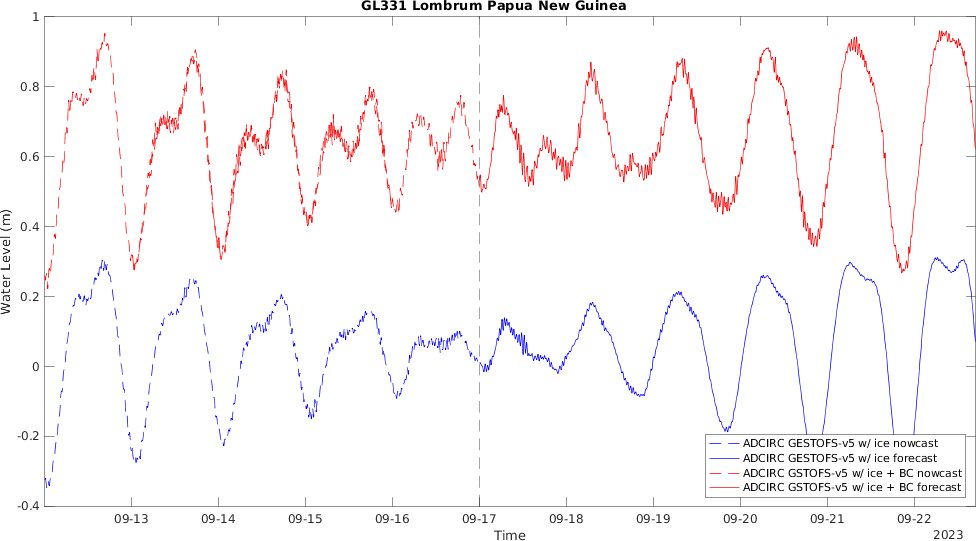 GL331 Lombrum Papua New Guinea
1
0.8
0.6
0.4
0.2
0
-0.2
-0.4
Water Level (m)
ADCIRC GESTOFS-v5 w/ ice nowcast
ADCIRC GESTOFS-v5 w/ ice forecast
ADCIRC GSTOFS-v5 w/ ice + BC nowcast
ADCIRC GSTOFS-v5 w/ ice + BC forecast
09-13 09-14 09-15 09-16 09-17 09-18 09-19 09-20 09-21 09-22
Time
2023